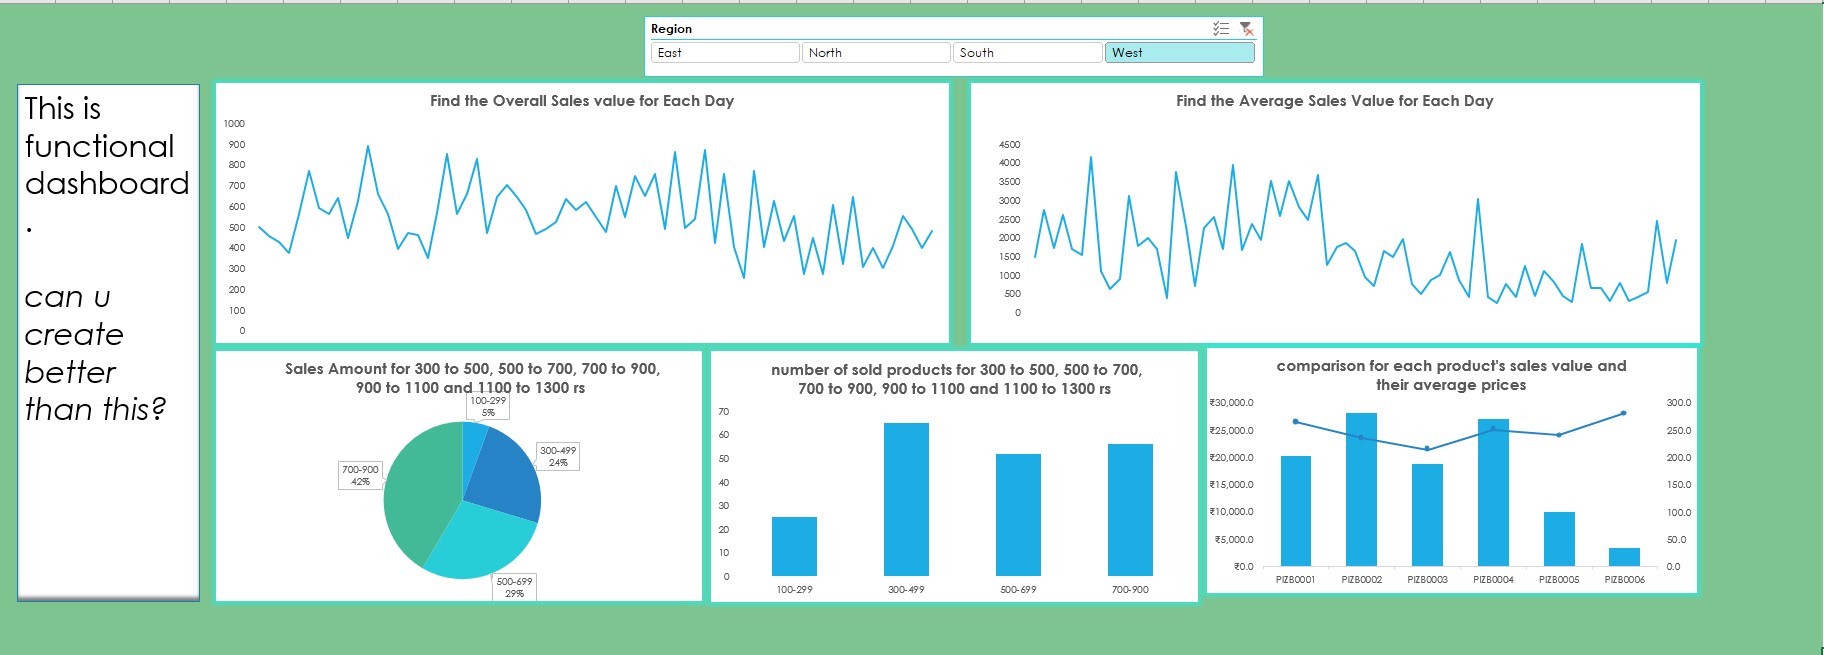 Region
East
North
South
West
This is
functional
dashboard
.
can u
create
better
than this?
Find the Overall Sales value for Each Day
1000
900
800
700
600
500
400
300
200
100
0
Find the Average Sales Value for Each Day
4500
4000
3500
3000
2500
2000
1500
1000
500
0
Sales Amount for 300 to 500, 500 to 700, 700 to 900,
900 to 1100 and 1100 to 1300 rs
100-299
5%
300-499
24%
700-900
42%
500-699
29%
number of sold products for 300 to 500, 500 to 700,
700 to 900, 900 to 1100 and 1100 to 1300 rs
70
60
50
40
30
20
10
0
100-299
300-499
500-699
700-900
comparison for each product's sales value and
their average prices
₹30,000.0
₹25,000.0
₹20,000.0
₹15,000.0
₹10,000.0
₹5,000.0
₹0.0
300.0
250.0
200.0
150.0
100.0
50.0
0.0
PIZB0001
PIZB0002
PIZB0003
PIZB0004
PIZB0005
PIZB0006